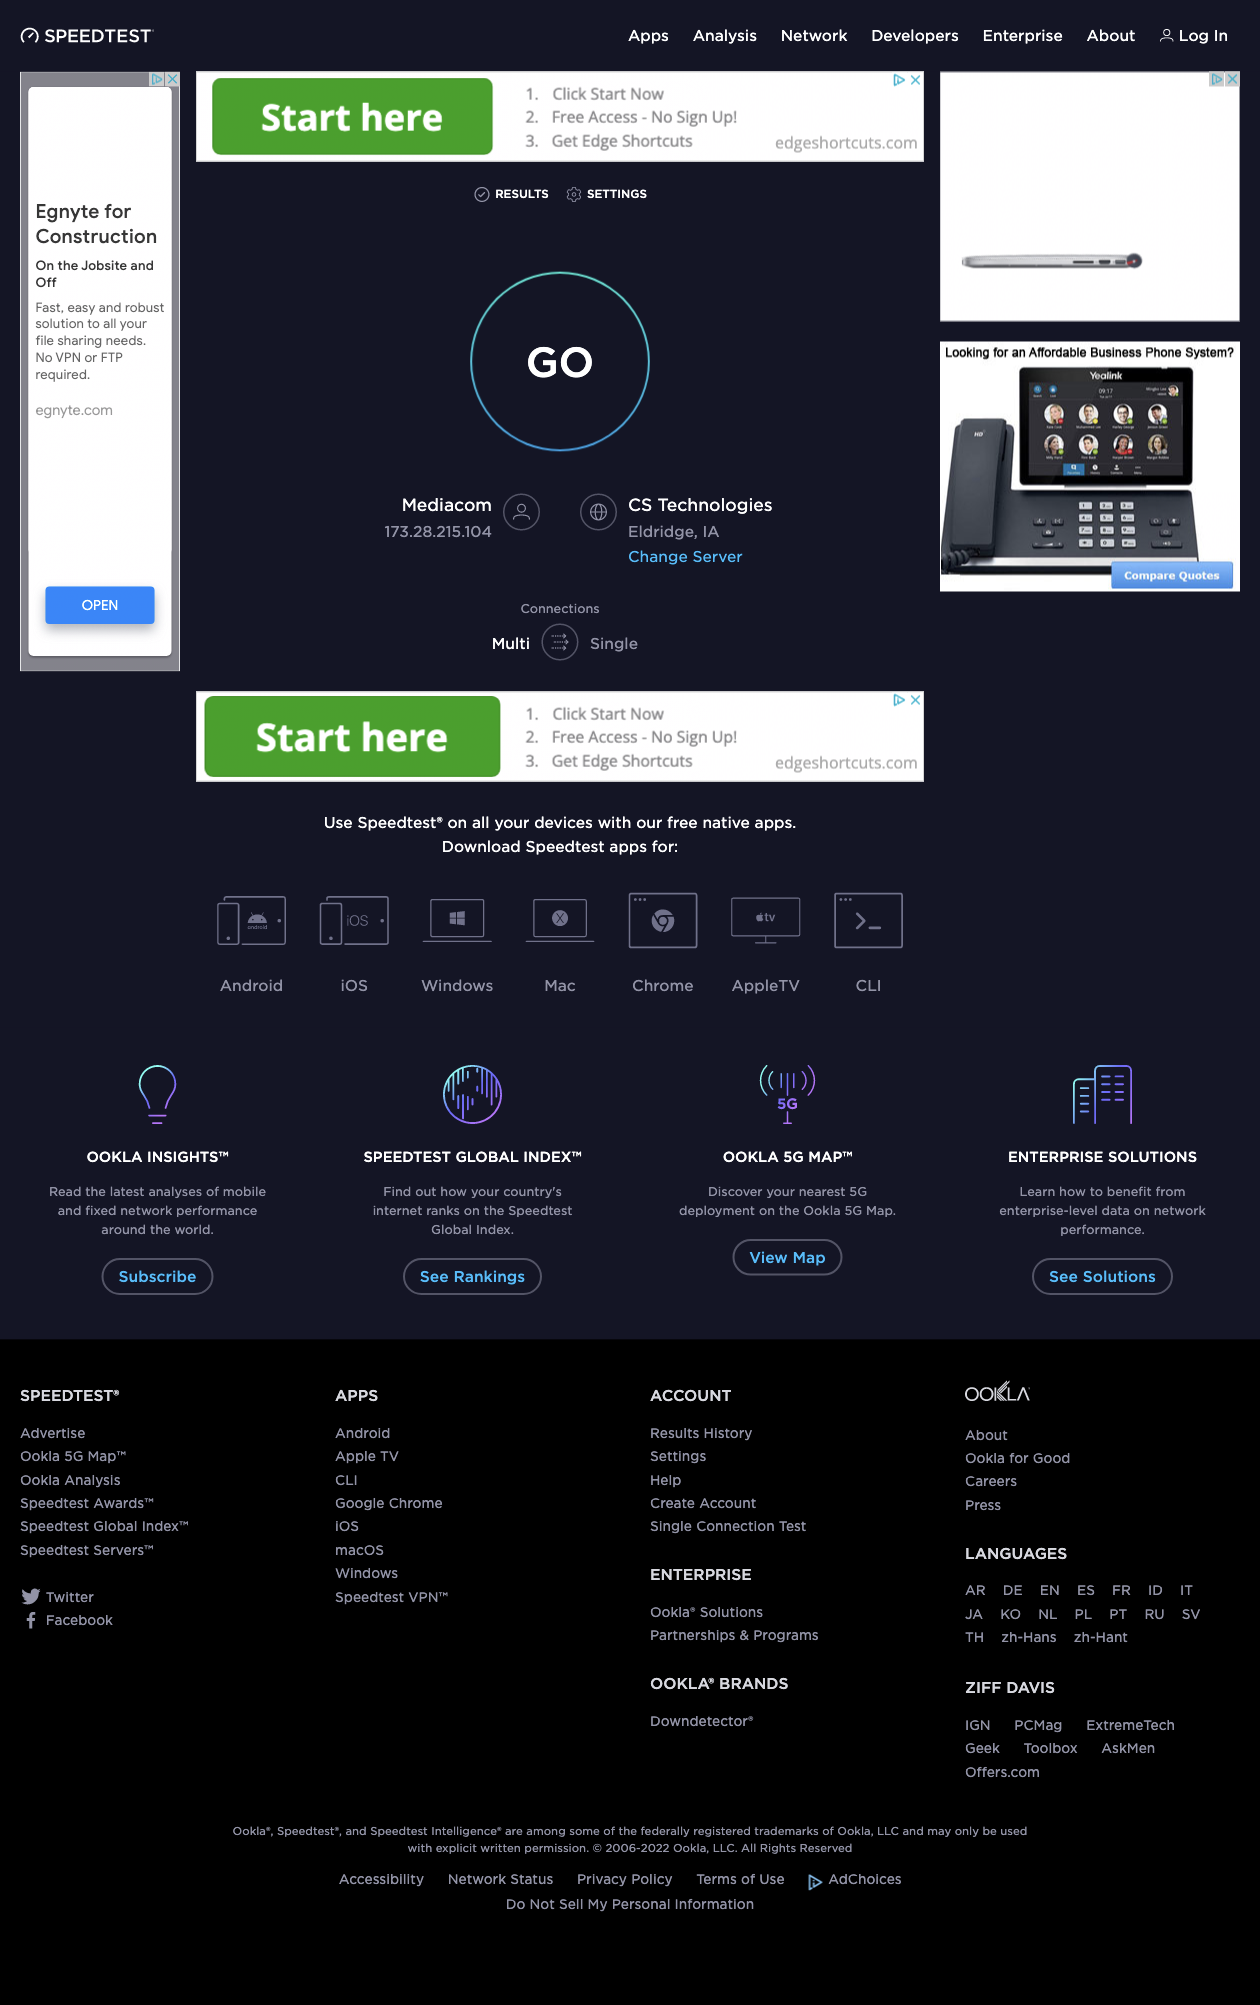 SPEEDTEST
Apps Analysis Network Developers Enterprise About Log In
Egnyte for
Construction
On the Jobsite and
Off
Fast, easy and robust
solution to all your
file sharing needs.
No VPN or FTP
required.
egnyte.com
OPEN
Start here
1. Click Start Now
2. Free Access - No Sign Up!
3. Get Edge Shortcuts
edgeshortcuts.com
RESULTS SETTINGS
GO
Mediacom
173.28.215.104
CS Technologies
Eldridge, IA
Change Server
Connections
Multi Single
Looking for an Affordable Business Phone System?
Yealink
09:17
HD
Compare Quotes
Start here
1. Click Start Now
2. Free Access - No Sign Up!
3. Get Edge Shortcuts
edgeshortcuts.com
Use Speedtest® on all your devices with our free native apps.
Download Speedtest apps for:
android
iOS
X
tv
Android iOS Windows Mac Chrome AppleTV CLI
5G
OOKLA INSIGHTS™
Read the latest analyses of mobile
and fixed network performance
around the world.
Subscribe
SPEEDTEST GLOBAL INDEX™
Find out how your country's
internet ranks on the Speedtest
Global Index.
See Rankings
OOKLA 5G MAP™
Discover your nearest 5G
deployment on the Ookla 5G Map.
View Map
ENTERPRISE SOLUTIONS
Learn how to benefit from
enterprise-level data on network
performance.
See Solutions
SPEEDTEST®
Advertise
Ookla 5G Map™
Ookla Analysis
Speedtest Awards™
Speedtest Global Index™
Speedtest Servers™
Twitter
Facebook
APPS
Android
Apple TV
CLI
Google Chrome
iOS
macOS
Windows
Speedtest VPN™
ACCOUNT
Results History
Settings
Help
Create Account
Single Connection Test
ENTERPRISE
Ookla® Solutions
Partnerships & Programs
OOKLA® BRANDS
Downdetector®
OOKLA
About
Ookla for Good
Careers
Press
LANGUAGES
AR DE EN ES FR ID IT
JA KO NL PL PT RU SV
TH zh-Hans zh-Hant
ZIFF DAVIS
IGN PCMag ExtremeTech
Geek Toolbox AskMen
Offers.com
Ookla®, Speedtest®, and Speedtest Intelligence® are among some of the federally registered trademarks of Ookla, LLC and may only be used
with explicit written permission. © 2006-2022 Ookla, LLC. All Rights Reserved
Accessibility Network Status Privacy Policy Terms of Use AdChoices
Do Not Sell My Personal Information